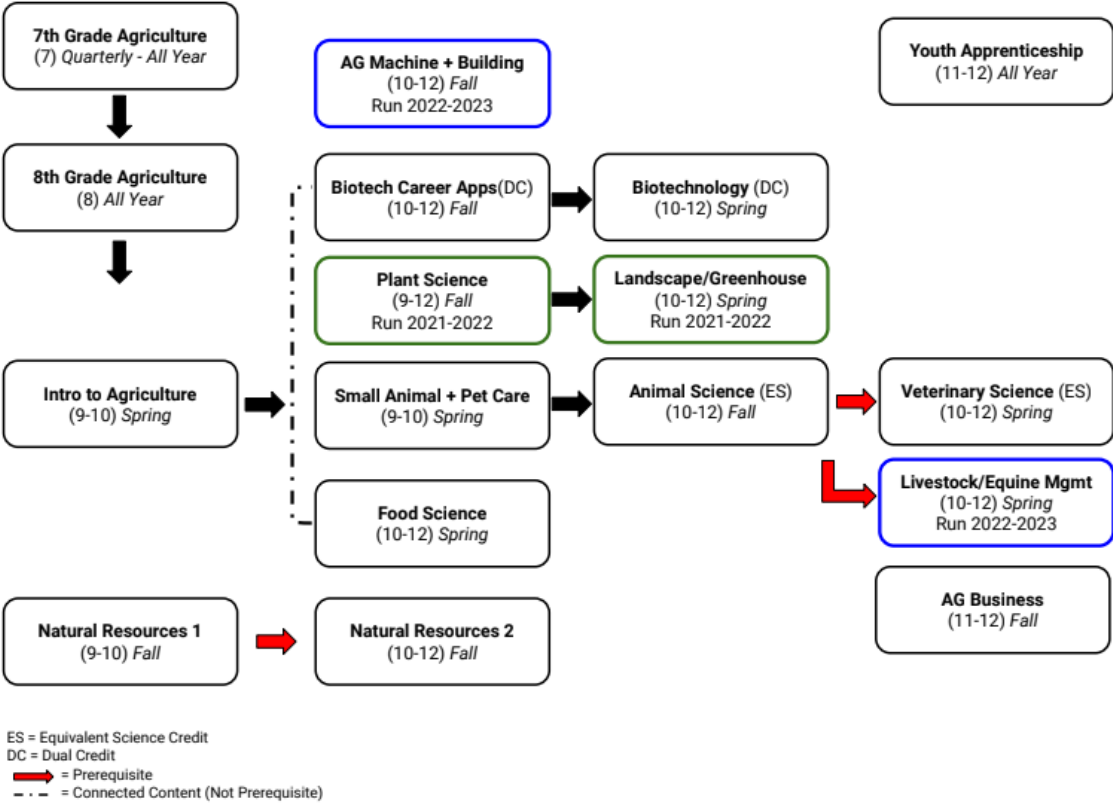 7th Grade Agriculture
(7) Quarterly - All Year
AG Machine + Building
(10-12) Fall
Run 2022-2023
Youth Apprenticeship
(11-12) All Year
8th Grade Agriculture
(8) All Year
Biotech Career Apps(DC)
(10-12) Fall
Biotechnology (DC)
(10-12) Spring
Plant Science
(9-12) Fall
Run 2021-2022
Landscape/Greenhouse
(10-12) Spring
Run 2021-2022
Intro to Agriculture
(9-10) Spring
Small Animal + Pet Care
(9-10) Spring
Animal Science (ES)
(10-12) Fall
Veterinary Science (ES)
(10-12) Spring
Livestock/Equine Mgmt
(10-12) Spring
Run 2022-2023
Food Science
(10-12) Spring
AG Business
(11-12) Fall
Natural Resources 1
(9-10) Fall
Natural Resources 2
(10-12) Fall
ES = Equivalent Science Credit
DC = Dual Credit
= Prerequisite
= Connected Content (Not Prerequisite)